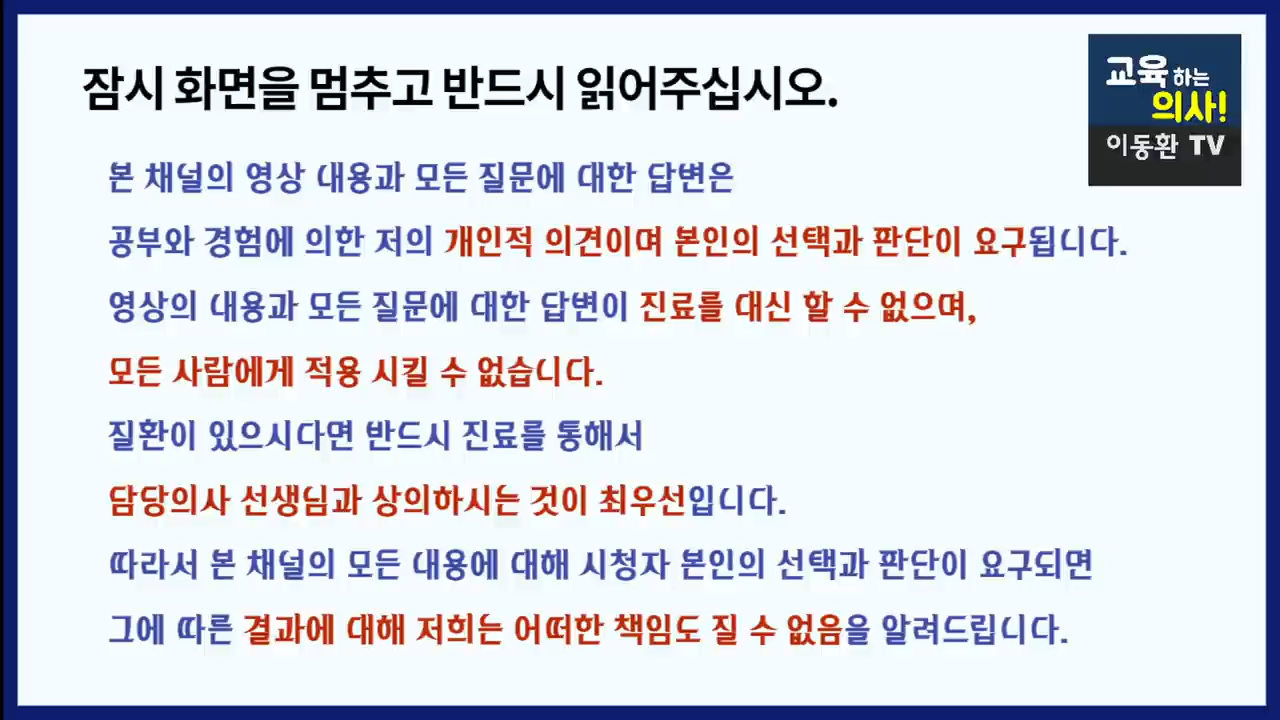 잠시 화면을 멈추고 반드시 읽어주십시오.
교육하는
의사!
이동환 TV
본 채널의 영상 내용과 모든 질문에 대한 답변은
공부와 경험에 의한 저의 개인적 의견이며 본인의 선택과 판단이 요구됩니다.
영상의 내용과 모든 질문에 대한 답변이 진료를 대신 할 수 없으며,
모든 사람에게 적용 시킬 수 없습니다.
질환이 있으시다면 반드시 진료를 통해서
담당의사 선생님과 상의하시는 것이 최우선입니다.
따라서 본 채널의 모든 내용에 대해 시청자 본인의 선택과 판단이 요구되면
그에 따른 결과에 대해 저희는 어떠한 책임도 질 수 없음을 알려드립니다.